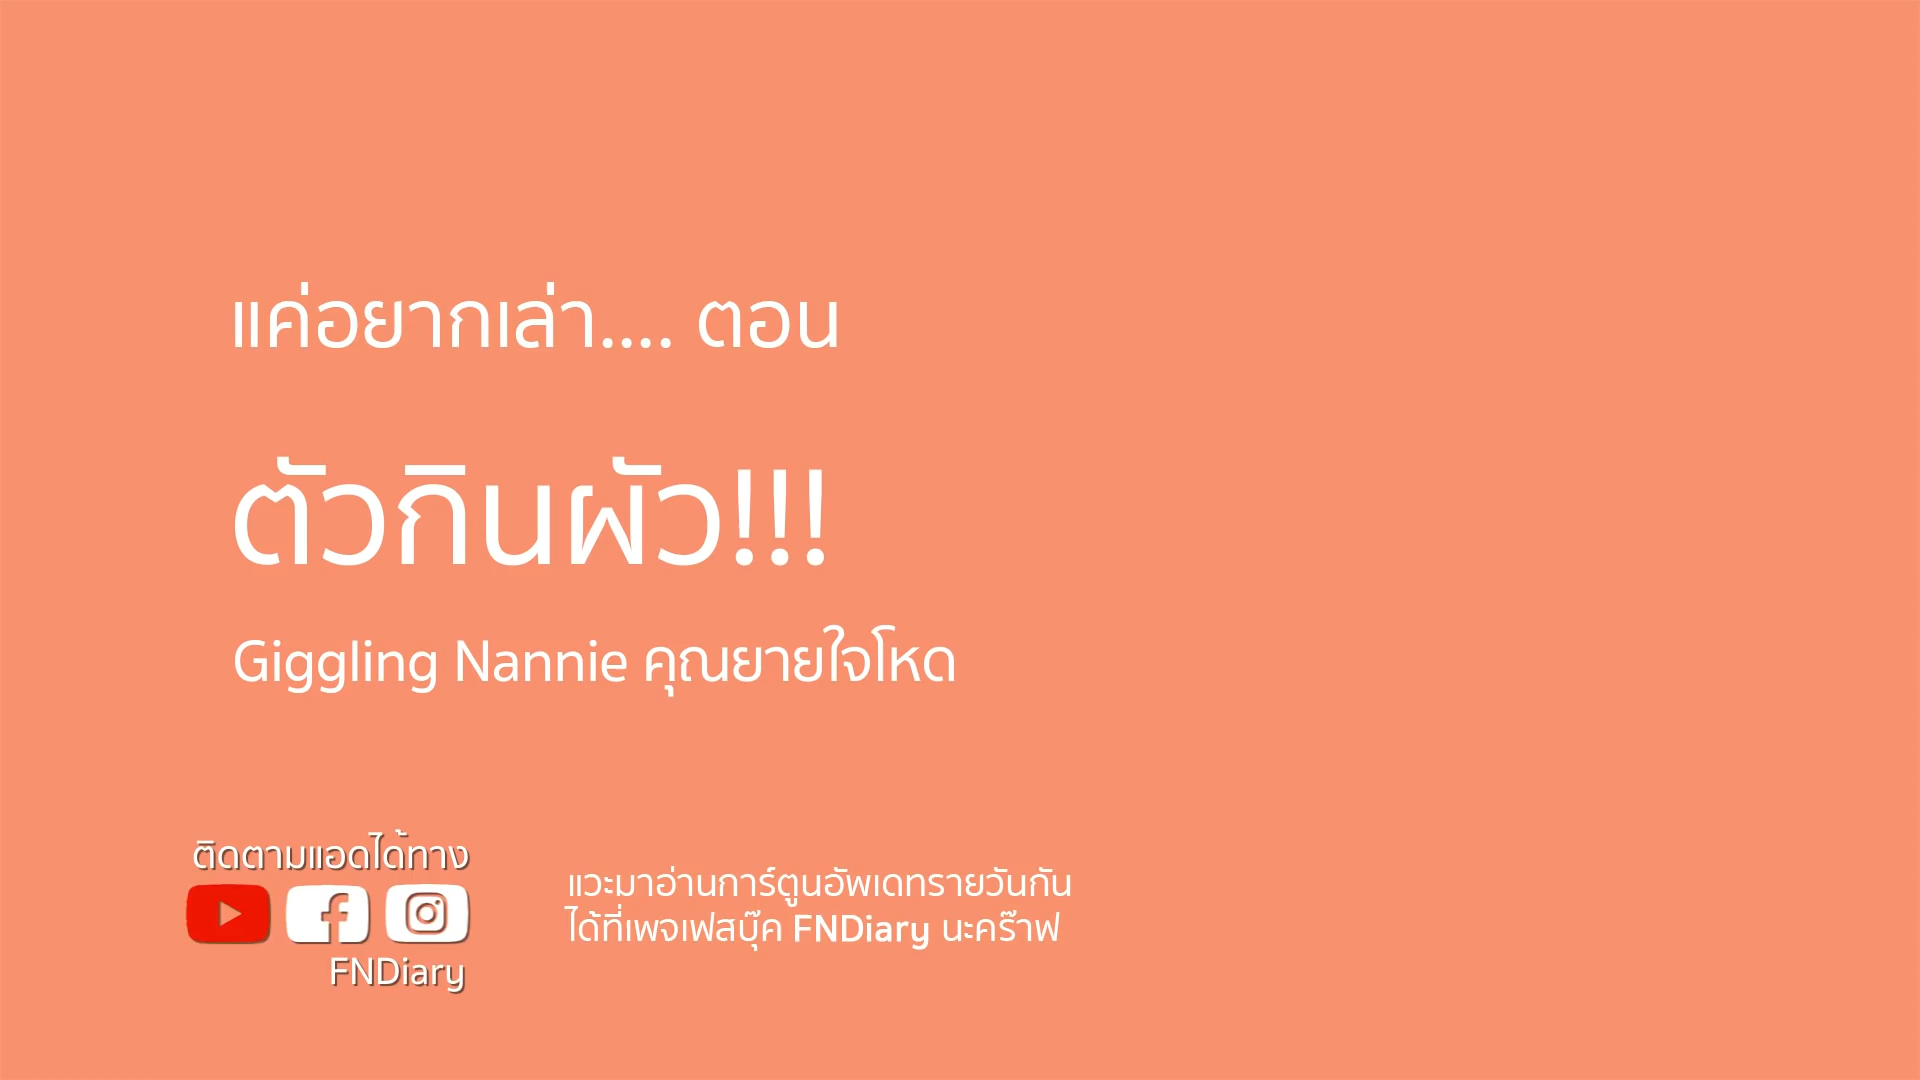 แค่อยากเล่า.... ตอน
ตัวกินผัว!!!
Giggling Nannie คุณยายใจโหด
ติดตามแอดได้ทาง
FNDiary
แวะมาอ่านการ์ตูนอัพเดทรายวันกัน
ได้ที่เพจเฟสบุ๊ค FNDiary นะคร๊าฟ